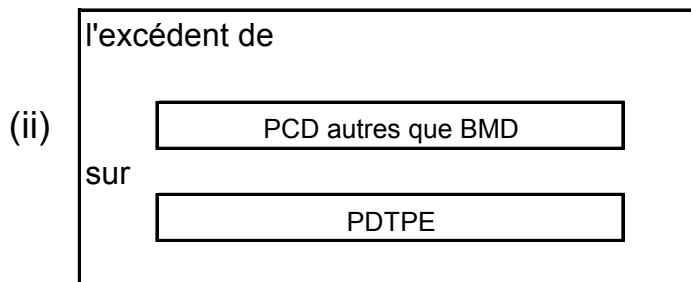 l'excédent de
(ii)
PCD autres que BMD
sur
PDTPE